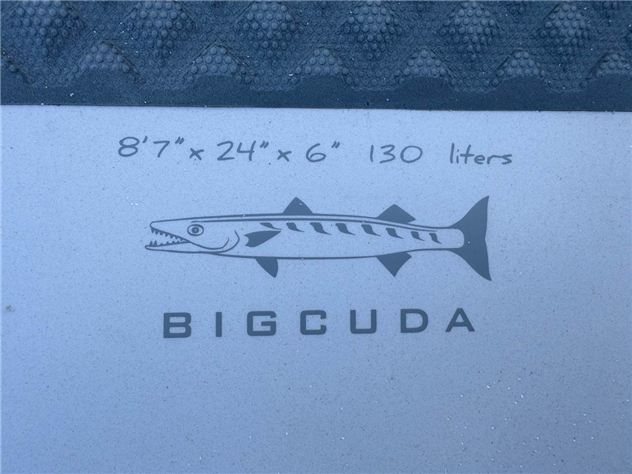 8'7" x 24" x 6" 130 liters
BIGCUDA